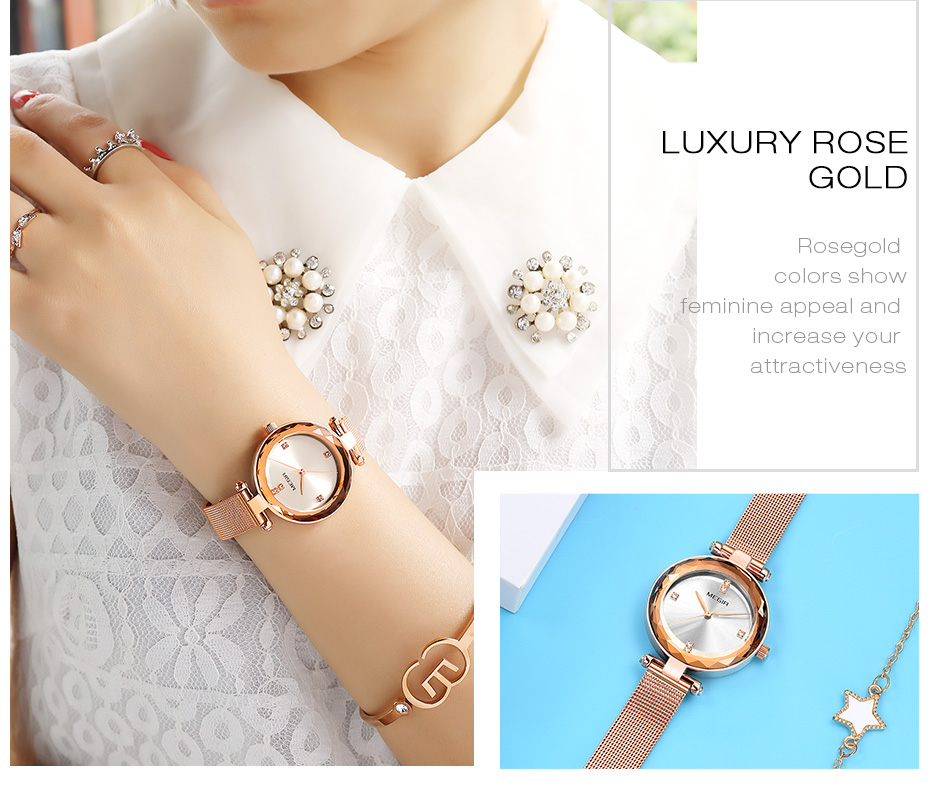 LUXURY ROSE
GOLD
Rosegold
colors show
feminine appeal and
increase your
attractiveness
MEGIR
MEGIR